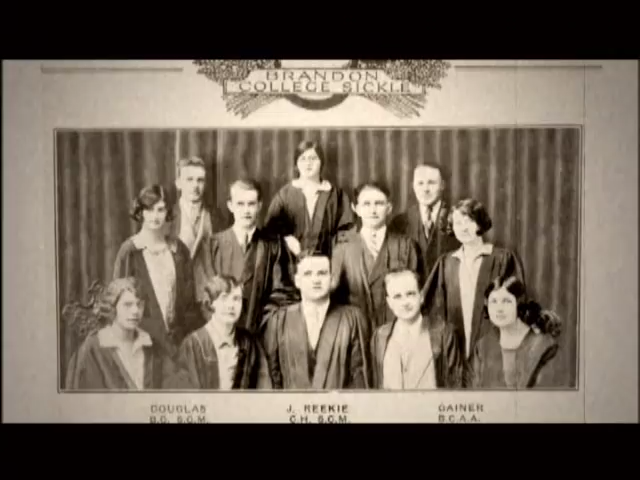 BRANDON
COLLEGE SICKLE
DOUGLAS J. REEKIE GAINER
B.C. S.C.M. C.H. S.C.M. B.C.A.A.